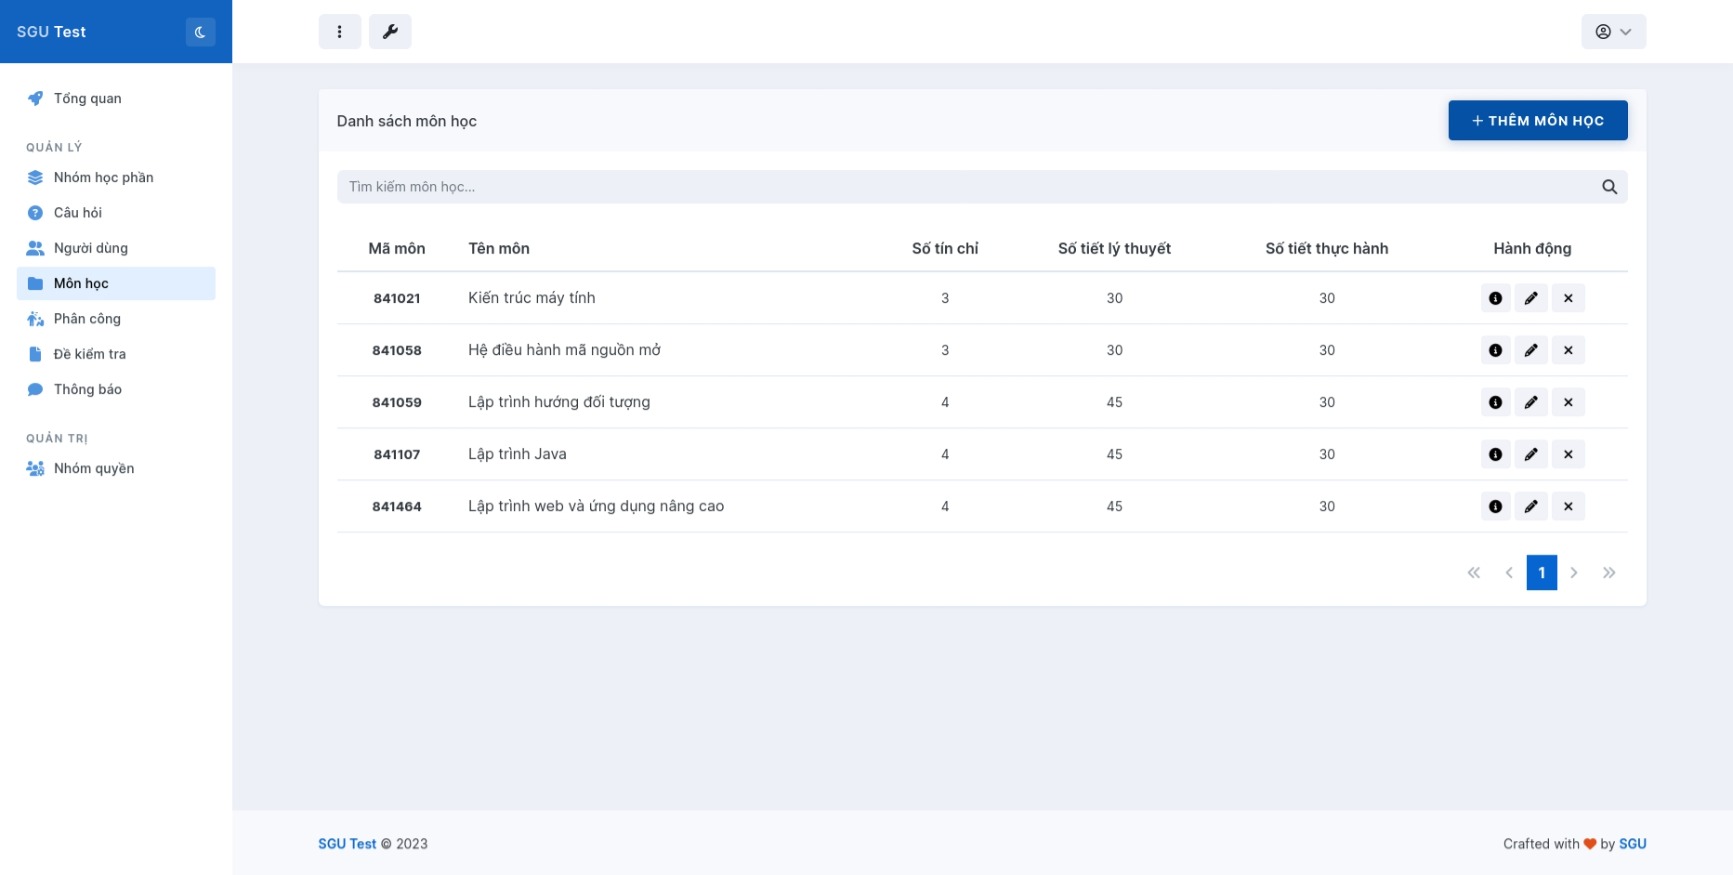 SGU Test
Tổng quan
QUẢN LÝ
Nhóm học phần
Câu hỏi
Người dùng
Môn học
Phân công
Đề kiểm tra
Thông báo
QUẢN TRỊ
Nhóm quyền
Danh sách môn học
+ THÊM MÔN HỌC
Tìm kiếm môn học...
Mã môn Tên môn Số tín chỉ Số tiết lý thuyết Số tiết thực hành Hành động
841021 Kiến trúc máy tính 3 30 30
841058 Hệ điều hành mã nguồn mở 3 30 30
841059 Lập trình hướng đối tượng 4 45 30
841107 Lập trình Java 4 45 30
841464 Lập trình web và ứng dụng nâng cao 4 45 30
1
SGU Test © 2023
Crafted with ❤ by SGU